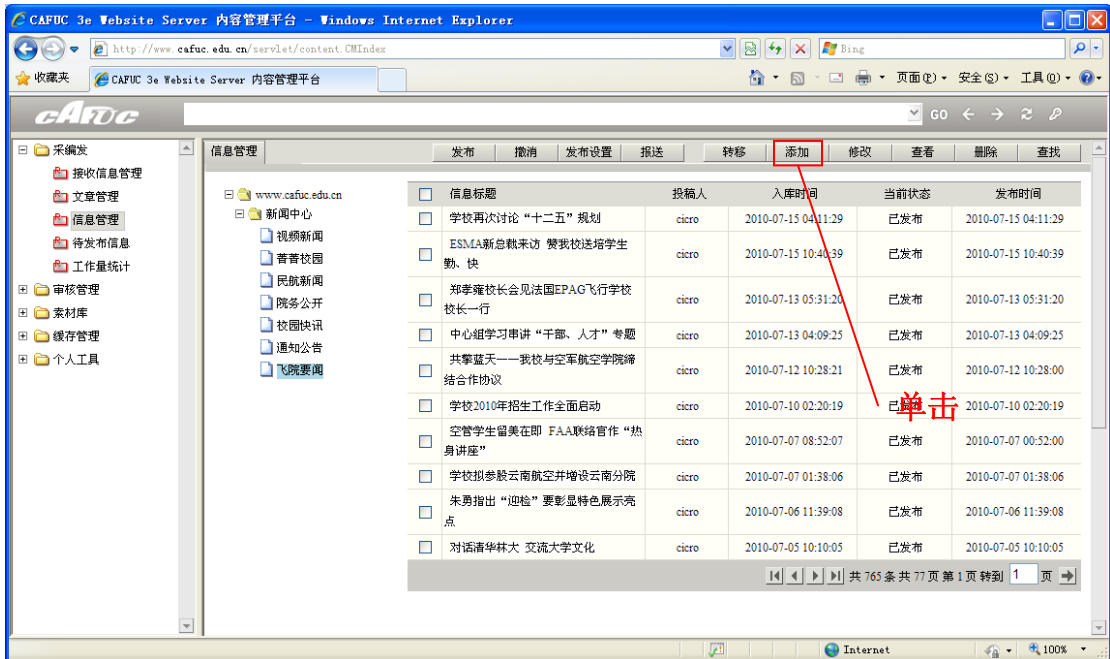 CAFUC 3e Website Server 内容管理平台 - Windows Internet Explorer
http://www.cafuc.edu.cn/servlet/content.CMIndex
Bing
收藏夹
CAFUC 3e Website Server 内容管理平台
页面(P)
安全(S)
工具(O)
CAFUC
GO
采编发
接收信息管理
文章管理
信息管理
待发布信息
工作量统计
审核管理
素材库
缓存管理
个人工具
信息管理
发布 撤消 发布设置 报送 转移 添加 修改 查看 删除 查找
www.cafuc.edu.cn
新闻中心
视频新闻
菁菁校园
民航新闻
院务公开
校园快讯
通知公告
飞院要闻
信息标题 投稿人 入库时间 当前状态 发布时间
学校再次讨论“十二五”规划 cicro 2010-07-15 04:11:29 已发布 2010-07-15 04:11:29
ESMA新总裁来访 赞我校送培学生
勤、快 cicro 2010-07-15 10:40:39 已发布 2010-07-15 10:40:39
郑孝雍校长会见法国EPAG飞行学校
校长一行 cicro 2010-07-13 05:31:20 已发布 2010-07-13 05:31:20
中心组学习串讲“干部、人才”专题 cicro 2010-07-13 04:09:25 已发布 2010-07-13 04:09:25
共擎蓝天——我校与空军航空学院缔
结合作协议 cicro 2010-07-12 10:28:21 已发布 2010-07-12 10:28:00
学校2010年招生工作全面启动 cicro 2010-07-10 02:20:19 已发布 2010-07-10 02:20:19
单击
空管学生留美在即 FAA联络官作“热
身讲座” cicro 2010-07-07 08:52:07 已发布 2010-07-07 00:52:00
学校拟参股云南航空并增设云南分院 cicro 2010-07-07 01:38:06 已发布 2010-07-07 01:38:06
朱勇指出“迎检”要彰显特色展示亮
点 cicro 2010-07-06 11:39:08 已发布 2010-07-06 11:39:08
对话清华林大 交流大学文化 cicro 2010-07-05 10:10:05 已发布 2010-07-05 10:10:05
共 765 条 共 77 页 第 1 页 转到 1 页
Internet
100%